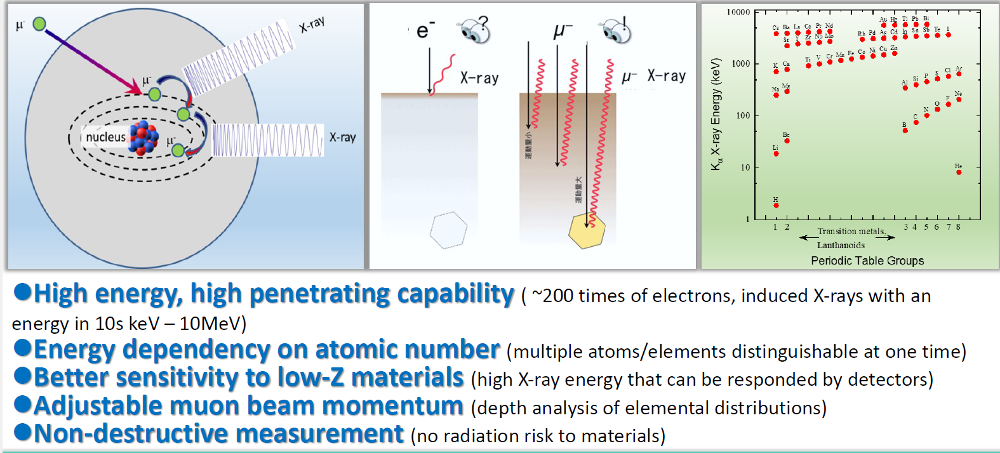 μ-
X-ray
μ-
nucleus
μ-
X-ray
e-
?
X-ray
μ−
!
μ− X-ray
運動量小
運動量大
Kα X-ray Energy (keV)
10000
1000
100
10
1
Au Hg Tl Pb Bi
Cs Ba La Ce Pr Nd
Rh Pd Ag Cd In Sn Sb Te I
Sr Y Zr Nb Mo
K Ca Ti V Cr Mn Fe Co Ni Cu Zn
Na Mg Al Si P S Cl Ar
Li Be B C N O F Ne
H He
1 2 3 4 5 6 7 8
Transition metals,
Lanthanoids
Periodic Table Groups
●High energy, high penetrating capability ( ~200 times of electrons, induced X-rays with an
energy in 10s keV – 10MeV)
●Energy dependency on atomic number (multiple atoms/elements distinguishable at one time)
●Better sensitivity to low-Z materials (high X-ray energy that can be responded by detectors)
●Adjustable muon beam momentum (depth analysis of elemental distributions)
●Non-destructive measurement (no radiation risk to materials)